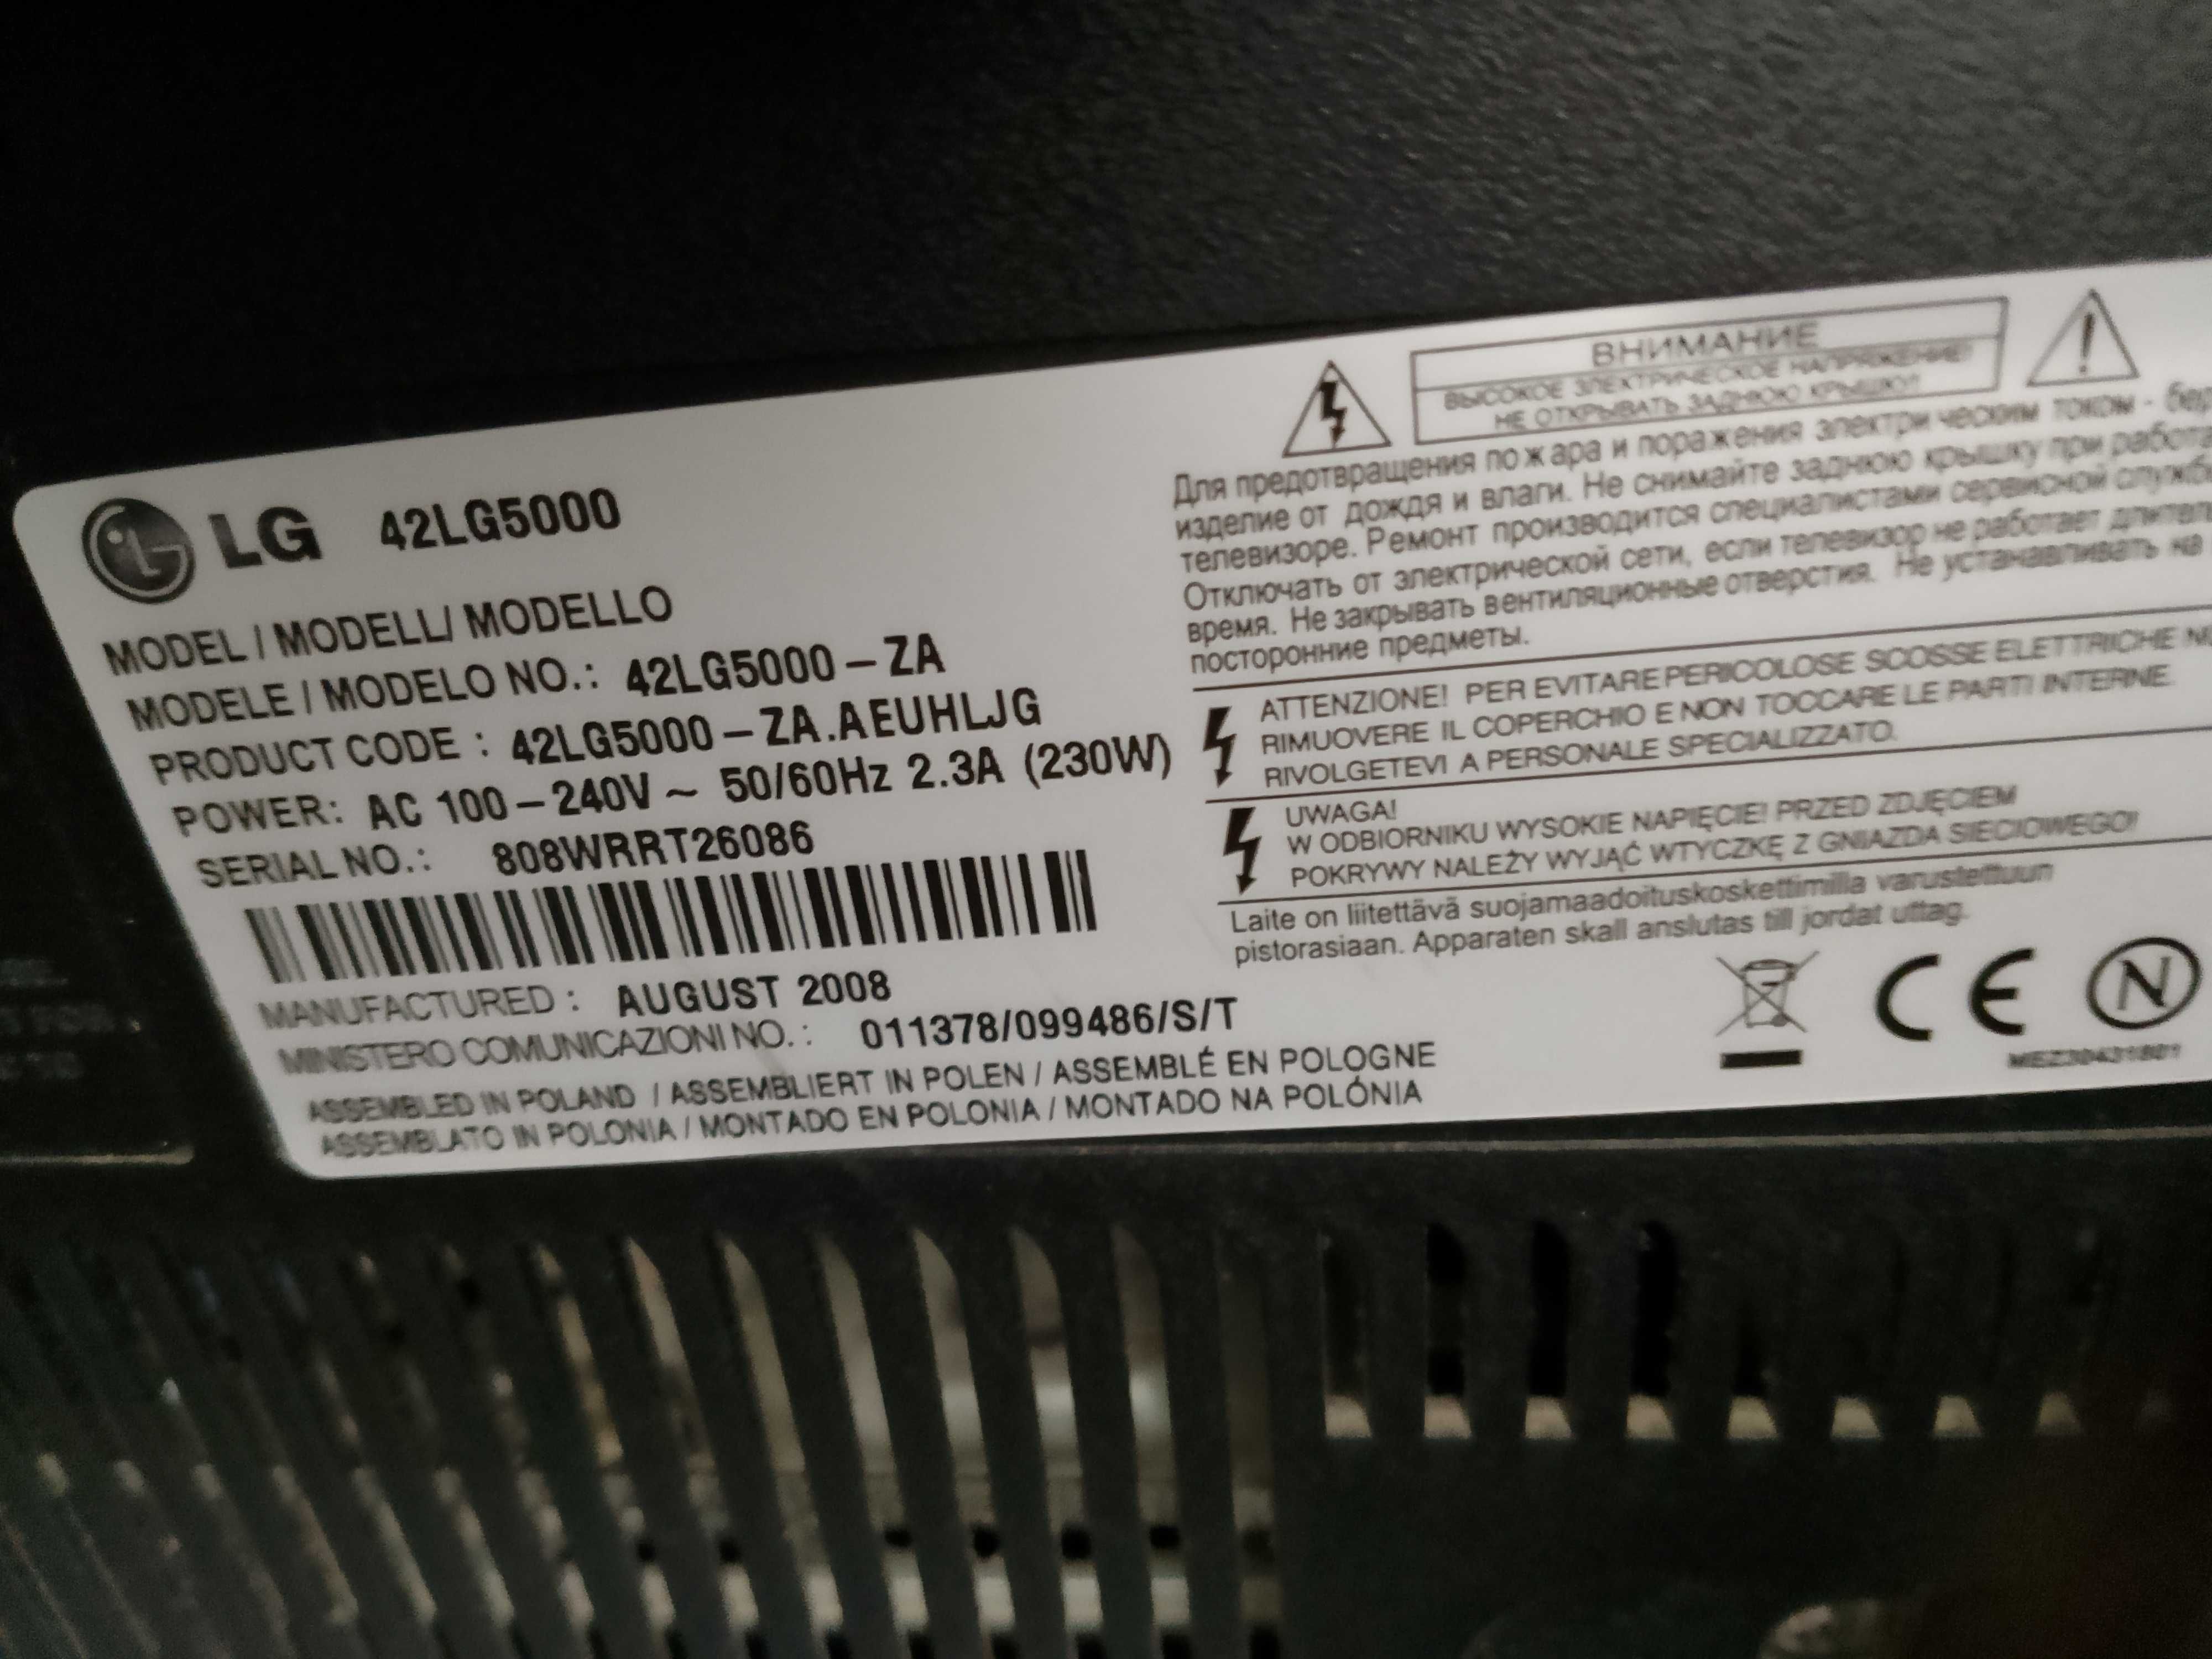 LG 42LG5000
MODEL / MODELL/ MODELLO
MODELE / MODELO NO.: 42LG5000-ZA
PRODUCT CODE : 42LG5000-ZA.AEUHLJG
POWER: AC 100-240V ~ 50/60Hz 2.3A (230W)
SERIAL NO.: 808WRRT26086
MANUFACTURED : AUGUST 2008
MINISTERO COMUNICAZIONI NO.: 011378/099486/S/T
ASSEMBLED IN POLAND / ASSEMBLIERT IN POLEN / ASSEMBLÉ EN POLOGNE
ASSEMBLATO IN POLONIA / MONTADO EN POLONIA / MONTADO NA POLÓNIA
ВНИМАНИЕ
ВЫСОКОЕ ЭЛЕКТРИЧЕСКОЕ НАПРЯЖЕНИЕ!
НЕ ОТКРЫВАТЬ ЗАДНЮЮ КРЫШКУ!
Для предотвращения пожара и поражения электрическим током - бер
изделие от дождя и влаги. Не снимайте заднюю крышку при работа
телевизоре. Ремонт производится специалистами сервисной служб
Отключать от электрической сети, если телевизор не работает длител
время. Не закрывать вентиляционные отверстия. Не устанавливать на
посторонние предметы.
ATTENZIONE! PER EVITARE PERICOLOSE SCOSSE ELETTRICHE N
RIMUOVERE IL COPERCHIO E NON TOCCARE LE PARTI INTERNE.
RIVOLGETEVI A PERSONALE SPECIALIZZATO.
UWAGA!
W ODBIORNIKU WYSOKIE NAPIĘCIE! PRZED ZDJĘCIEM
POKRYWY NALEŻY WYJĄĆ WTYCZKĘ Z GNIAZDA SIECIOWEGO!
Laite on liitettävä suojamaadoituskoskettimilla varustettuun
pistorasiaan. Apparaten skall anslutas till jordat uttag.
CE N
MEZ30431801